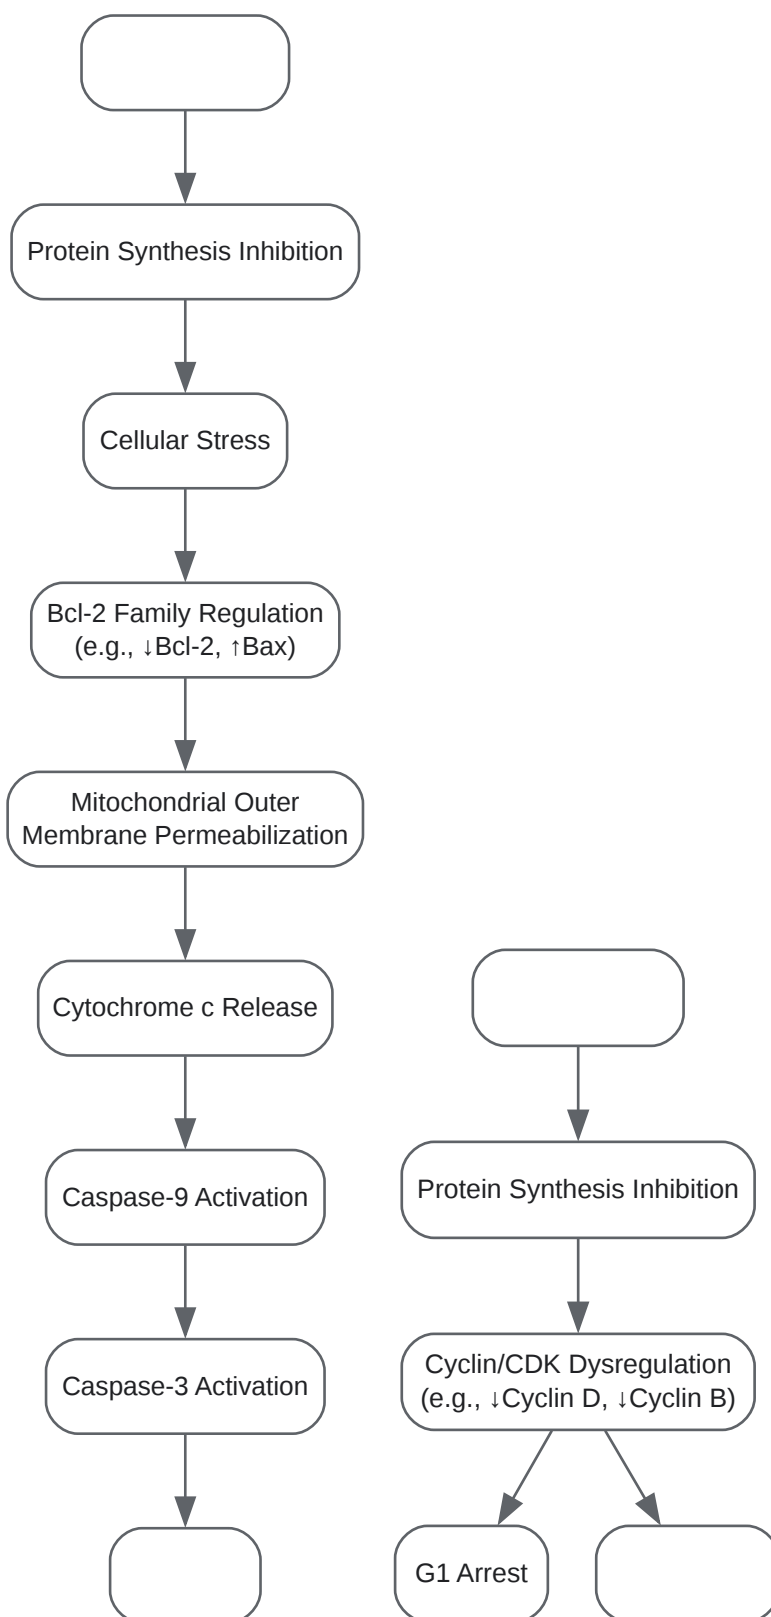 Protein Synthesis Inhibition
Cellular Stress
Bcl-2 Family Regulation
(e.g., ↓Bcl-2, ↑Bax)
Mitochondrial Outer
Membrane Permeabilization
Cytochrome c Release
Caspase-9 Activation
Caspase-3 Activation
Protein Synthesis Inhibition
Cyclin/CDK Dysregulation
(e.g., ↓Cyclin D, ↓Cyclin B)
G1 Arrest